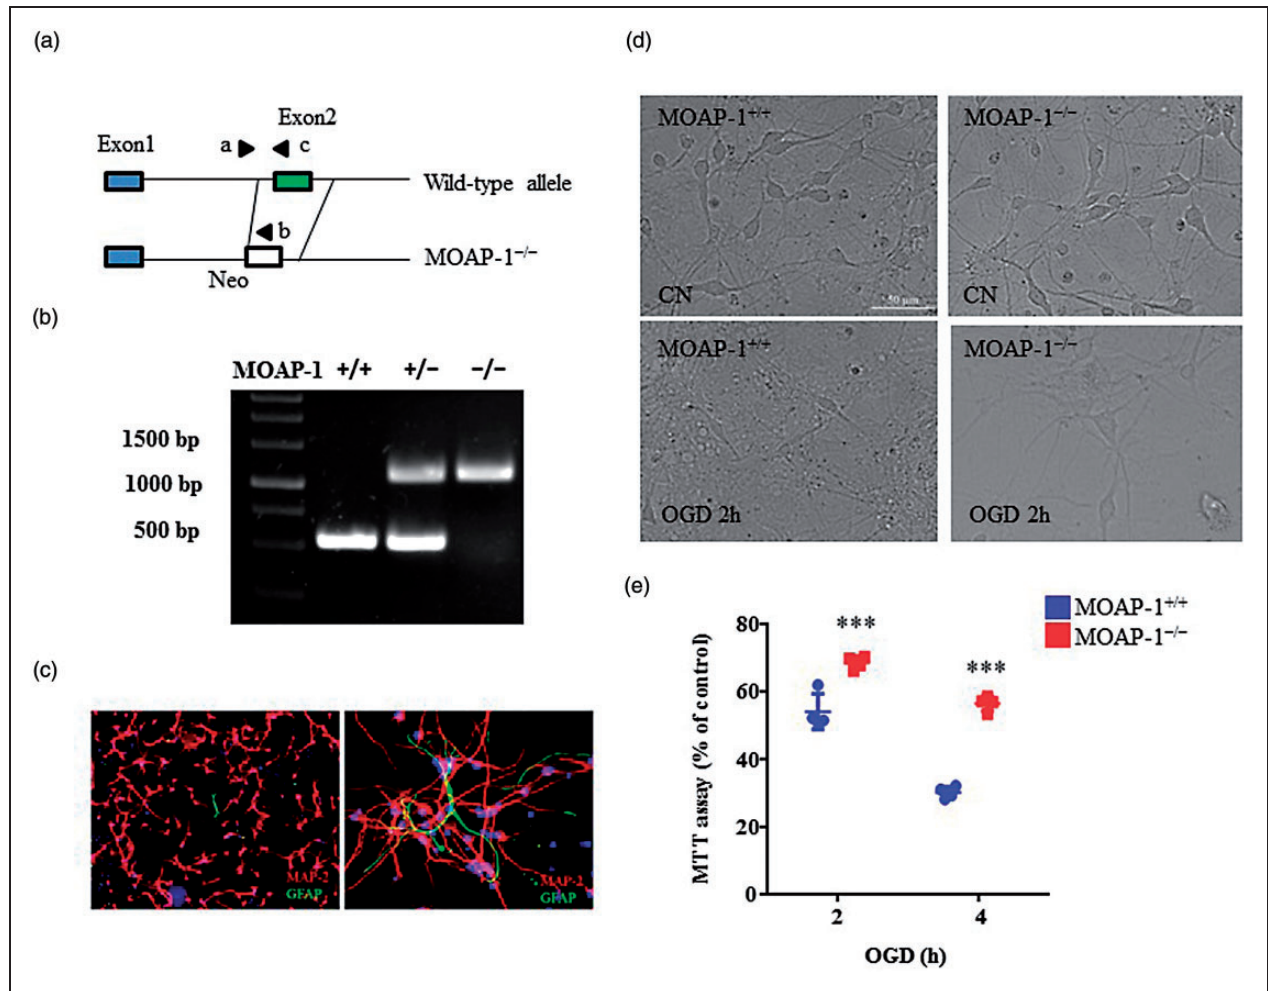 (a)
Exon1
Exon2
a
c
Wild-type allele
b
MOAP-1⁻/⁻
Neo
(b)
MOAP-1 +/+ +/− −/−
1500 bp
1000 bp
500 bp
(c)
MAP-2
GFAP
MAP-2
GFAP
(d)
MOAP-1⁺/⁺
MOAP-1⁻/⁻
CN
50 μm
CN
MOAP-1⁺/⁺
MOAP-1⁻/⁻
OGD 2h
OGD 2h
(e)
MOAP-1⁺/⁺
MOAP-1⁻/⁻
MTT assay (% of control)
80
60
40
20
0
***
***
2
4
OGD (h)